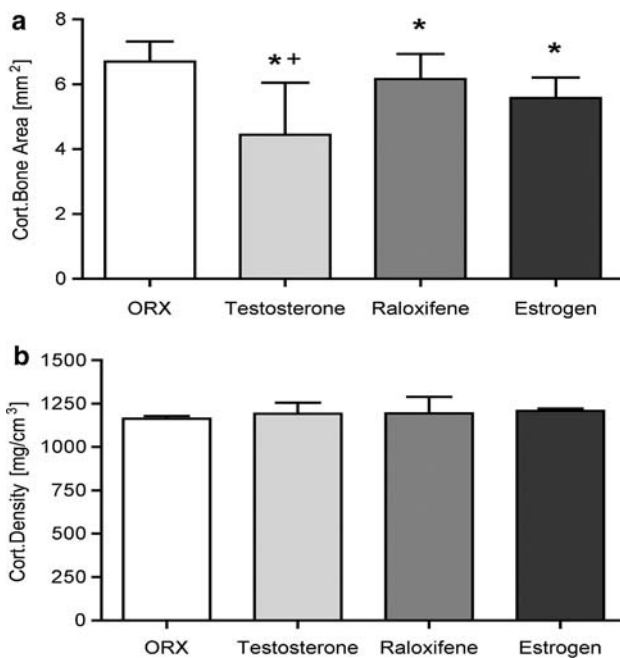 a
Cort.Bone Area [mm²]
8
6
4
2
0
*+
*
*
ORX Testosterone Raloxifene Estrogen
b
Cort.Density [mg/cm³]
1500
1250
1000
750
500
250
0
ORX Testosterone Raloxifene Estrogen